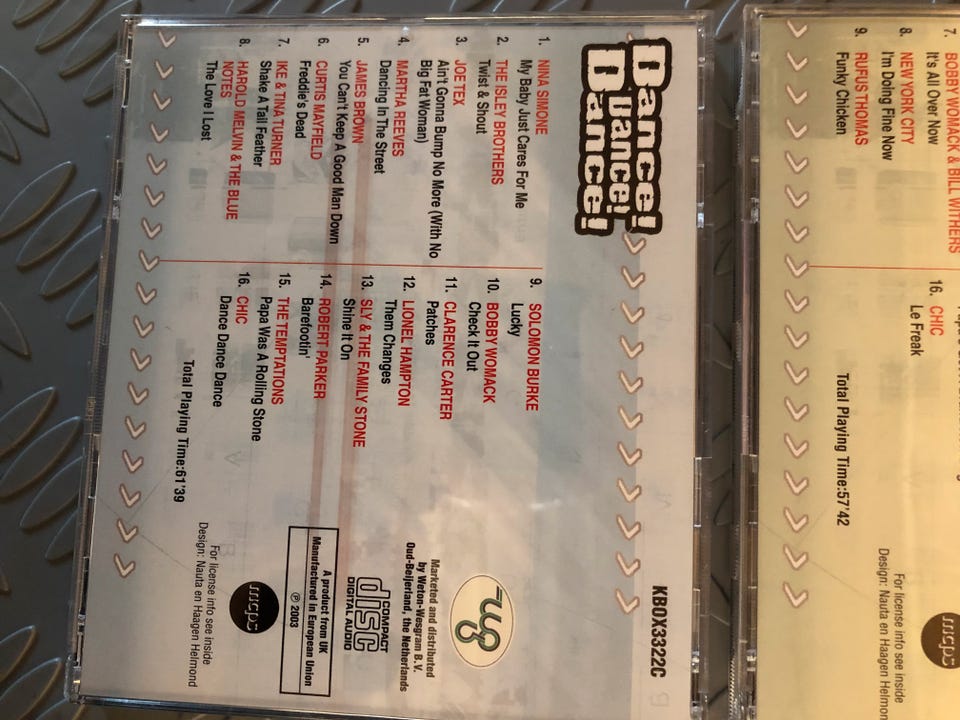 Dance!
Dance!
Dance!
KBOX3322C
1. NINA SIMONE
My Baby Just Cares For Me
2. THE ISLEY BROTHERS
Twist & Shout
3. JOE TEX
Ain't Gonna Bump No More (With No
Big Fat Woman)
4. MARTHA REEVES
Dancing In The Street
5. JAMES BROWN
You Can't Keep A Good Man Down
6. CURTIS MAYFIELD
Freddie's Dead
7. IKE & TINA TURNER
Shake A Tail Feather
8. HAROLD MELVIN & THE BLUE
NOTES
The Love I Lost
9. SOLOMON BURKE
Lucky
10. BOBBY WOMACK
Check It Out
11. CLARENCE CARTER
Patches
12. LIONEL HAMPTON
Them Changes
13. SLY & THE FAMILY STONE
Shine It On
14. ROBERT PARKER
Barefootin'
15. THE TEMPTATIONS
Papa Was A Rolling Stone
16. CHIC
Dance Dance Dance
Total Playing Time:61'39
Marketed and distributed
by Weton-Wesgram B.V.
Oud-Beijerland, the Netherlands
COMPACT
disc
DIGITAL AUDIO
A product from UK
Manufactured in European Union
℗ 2003
mcps
For license info see inside
Design: Nauta en Haagen Helmond
7. BOBBY WOMACK & BILL WITHERS
It's All Over Now
8. NEW YORK CITY
I'm Doing Fine Now
9. RUFUS THOMAS
Funky Chicken
16. CHIC
Le Freak
Total Playing Time:57'42
mcps
For license info see inside
Design: Nauta en Haagen Helmond